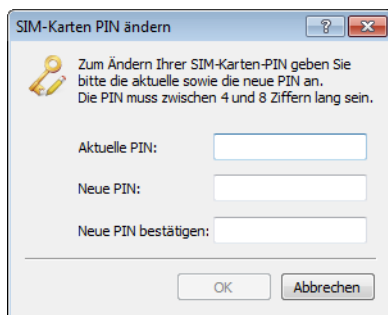 SIM-Karten PIN ändern
?
Zum Ändern Ihrer SIM-Karten-PIN geben Sie
bitte die aktuelle sowie die neue PIN an.
Die PIN muss zwischen 4 und 8 Ziffern lang sein.
Aktuelle PIN:
Neue PIN:
Neue PIN bestätigen:
OK
Abbrechen